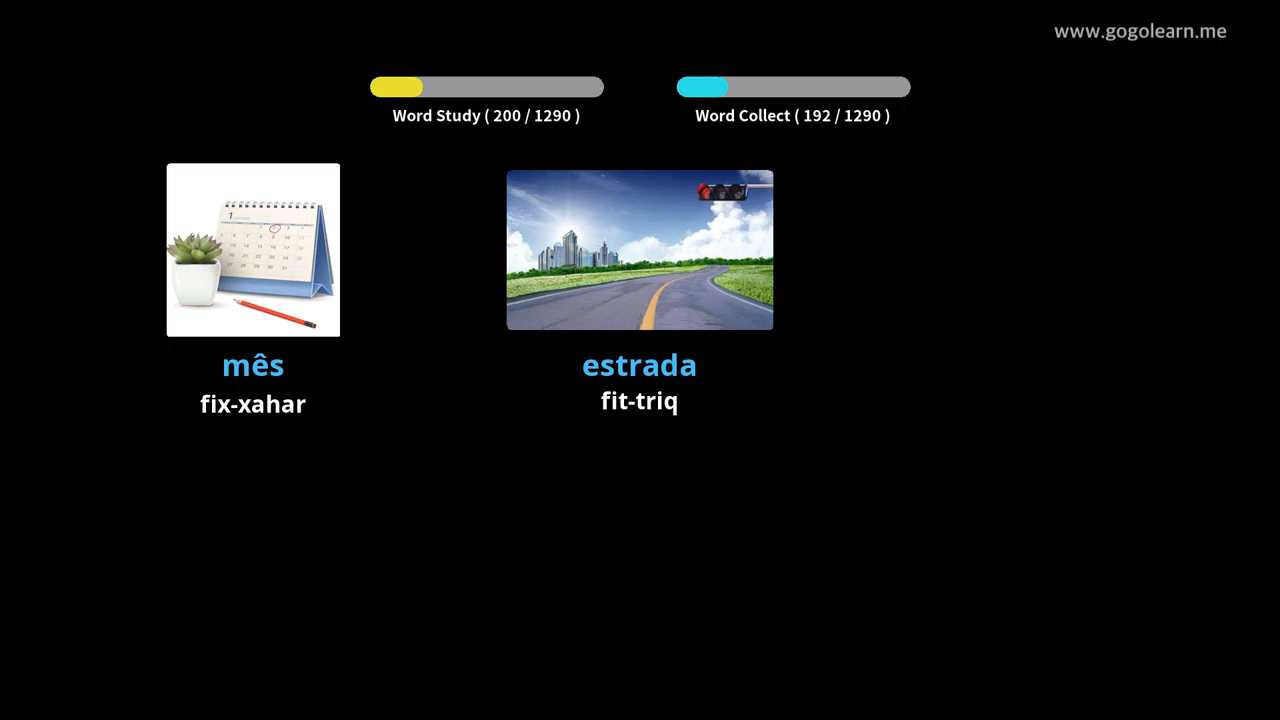 www.gogolearn.me
Word Study ( 200 / 1290 )
Word Collect ( 192 / 1290 )
mês
fix-xahar
estrada
fit-triq